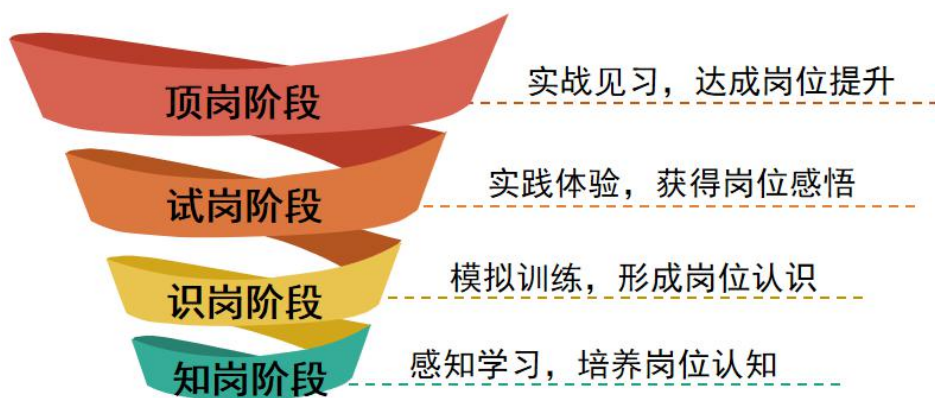 顶岗阶段
实战见习，达成岗位提升
试岗阶段
实践体验，获得岗位感悟
识岗阶段
模拟训练，形成岗位认识
知岗阶段
感知学习，培养岗位认知